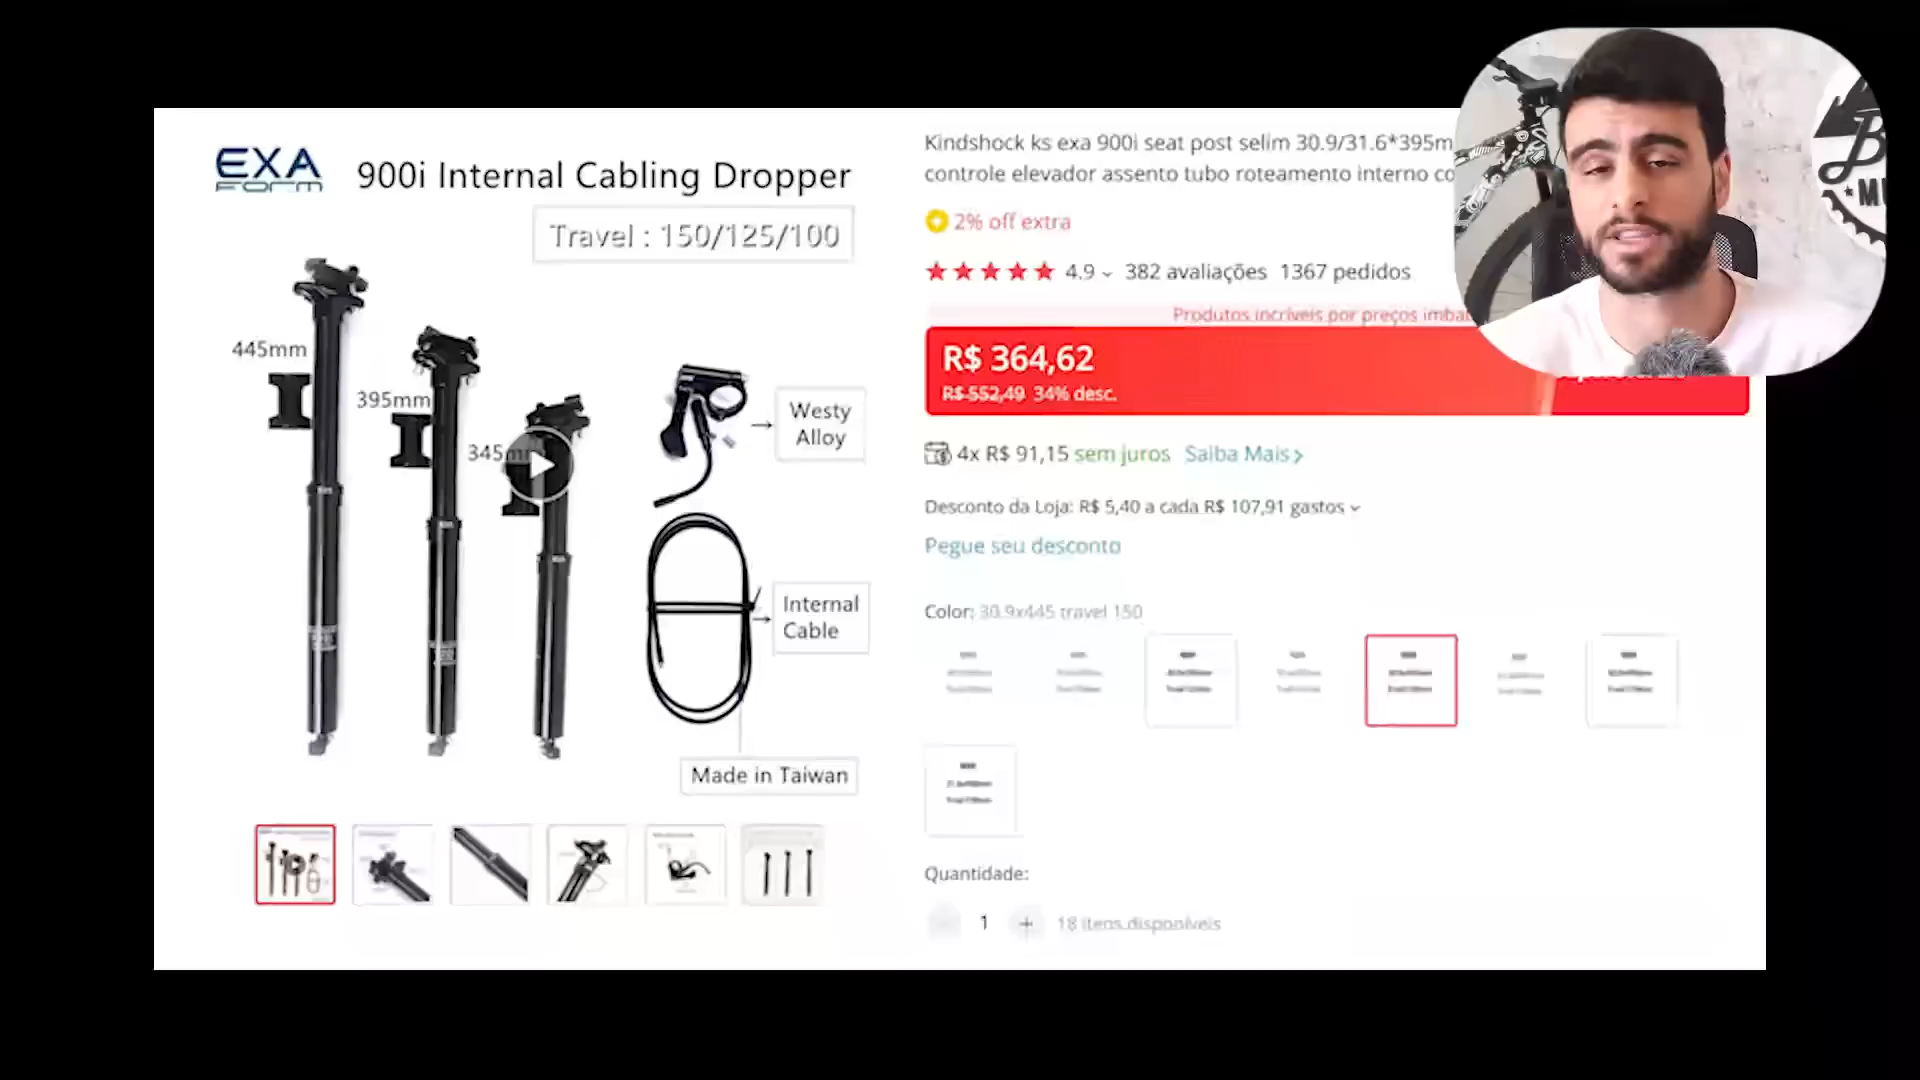 EXA
FORM
900i Internal Cabling Dropper
Travel : 150/125/100
445mm
395mm
345mm
Westy
Alloy
Internal
Cable
Made in Taiwan
Kindshock ks exa 900i seat post selim 30.9/31.6*395m
controle elevador assento tubo roteamento interno co
2% off extra
4.9 382 avaliações 1367 pedidos
Produtos incríveis por preços imbat
R$ 364,62
R$ 552,49 34% desc.
4x R$ 91,15 sem juros Saiba Mais
Desconto da Loja: R$ 5,40 a cada R$ 107,91 gastos
Pegue seu desconto
Color: 30.9x445 travel 150
Quantidade:
1 + 18 itens disponíveis